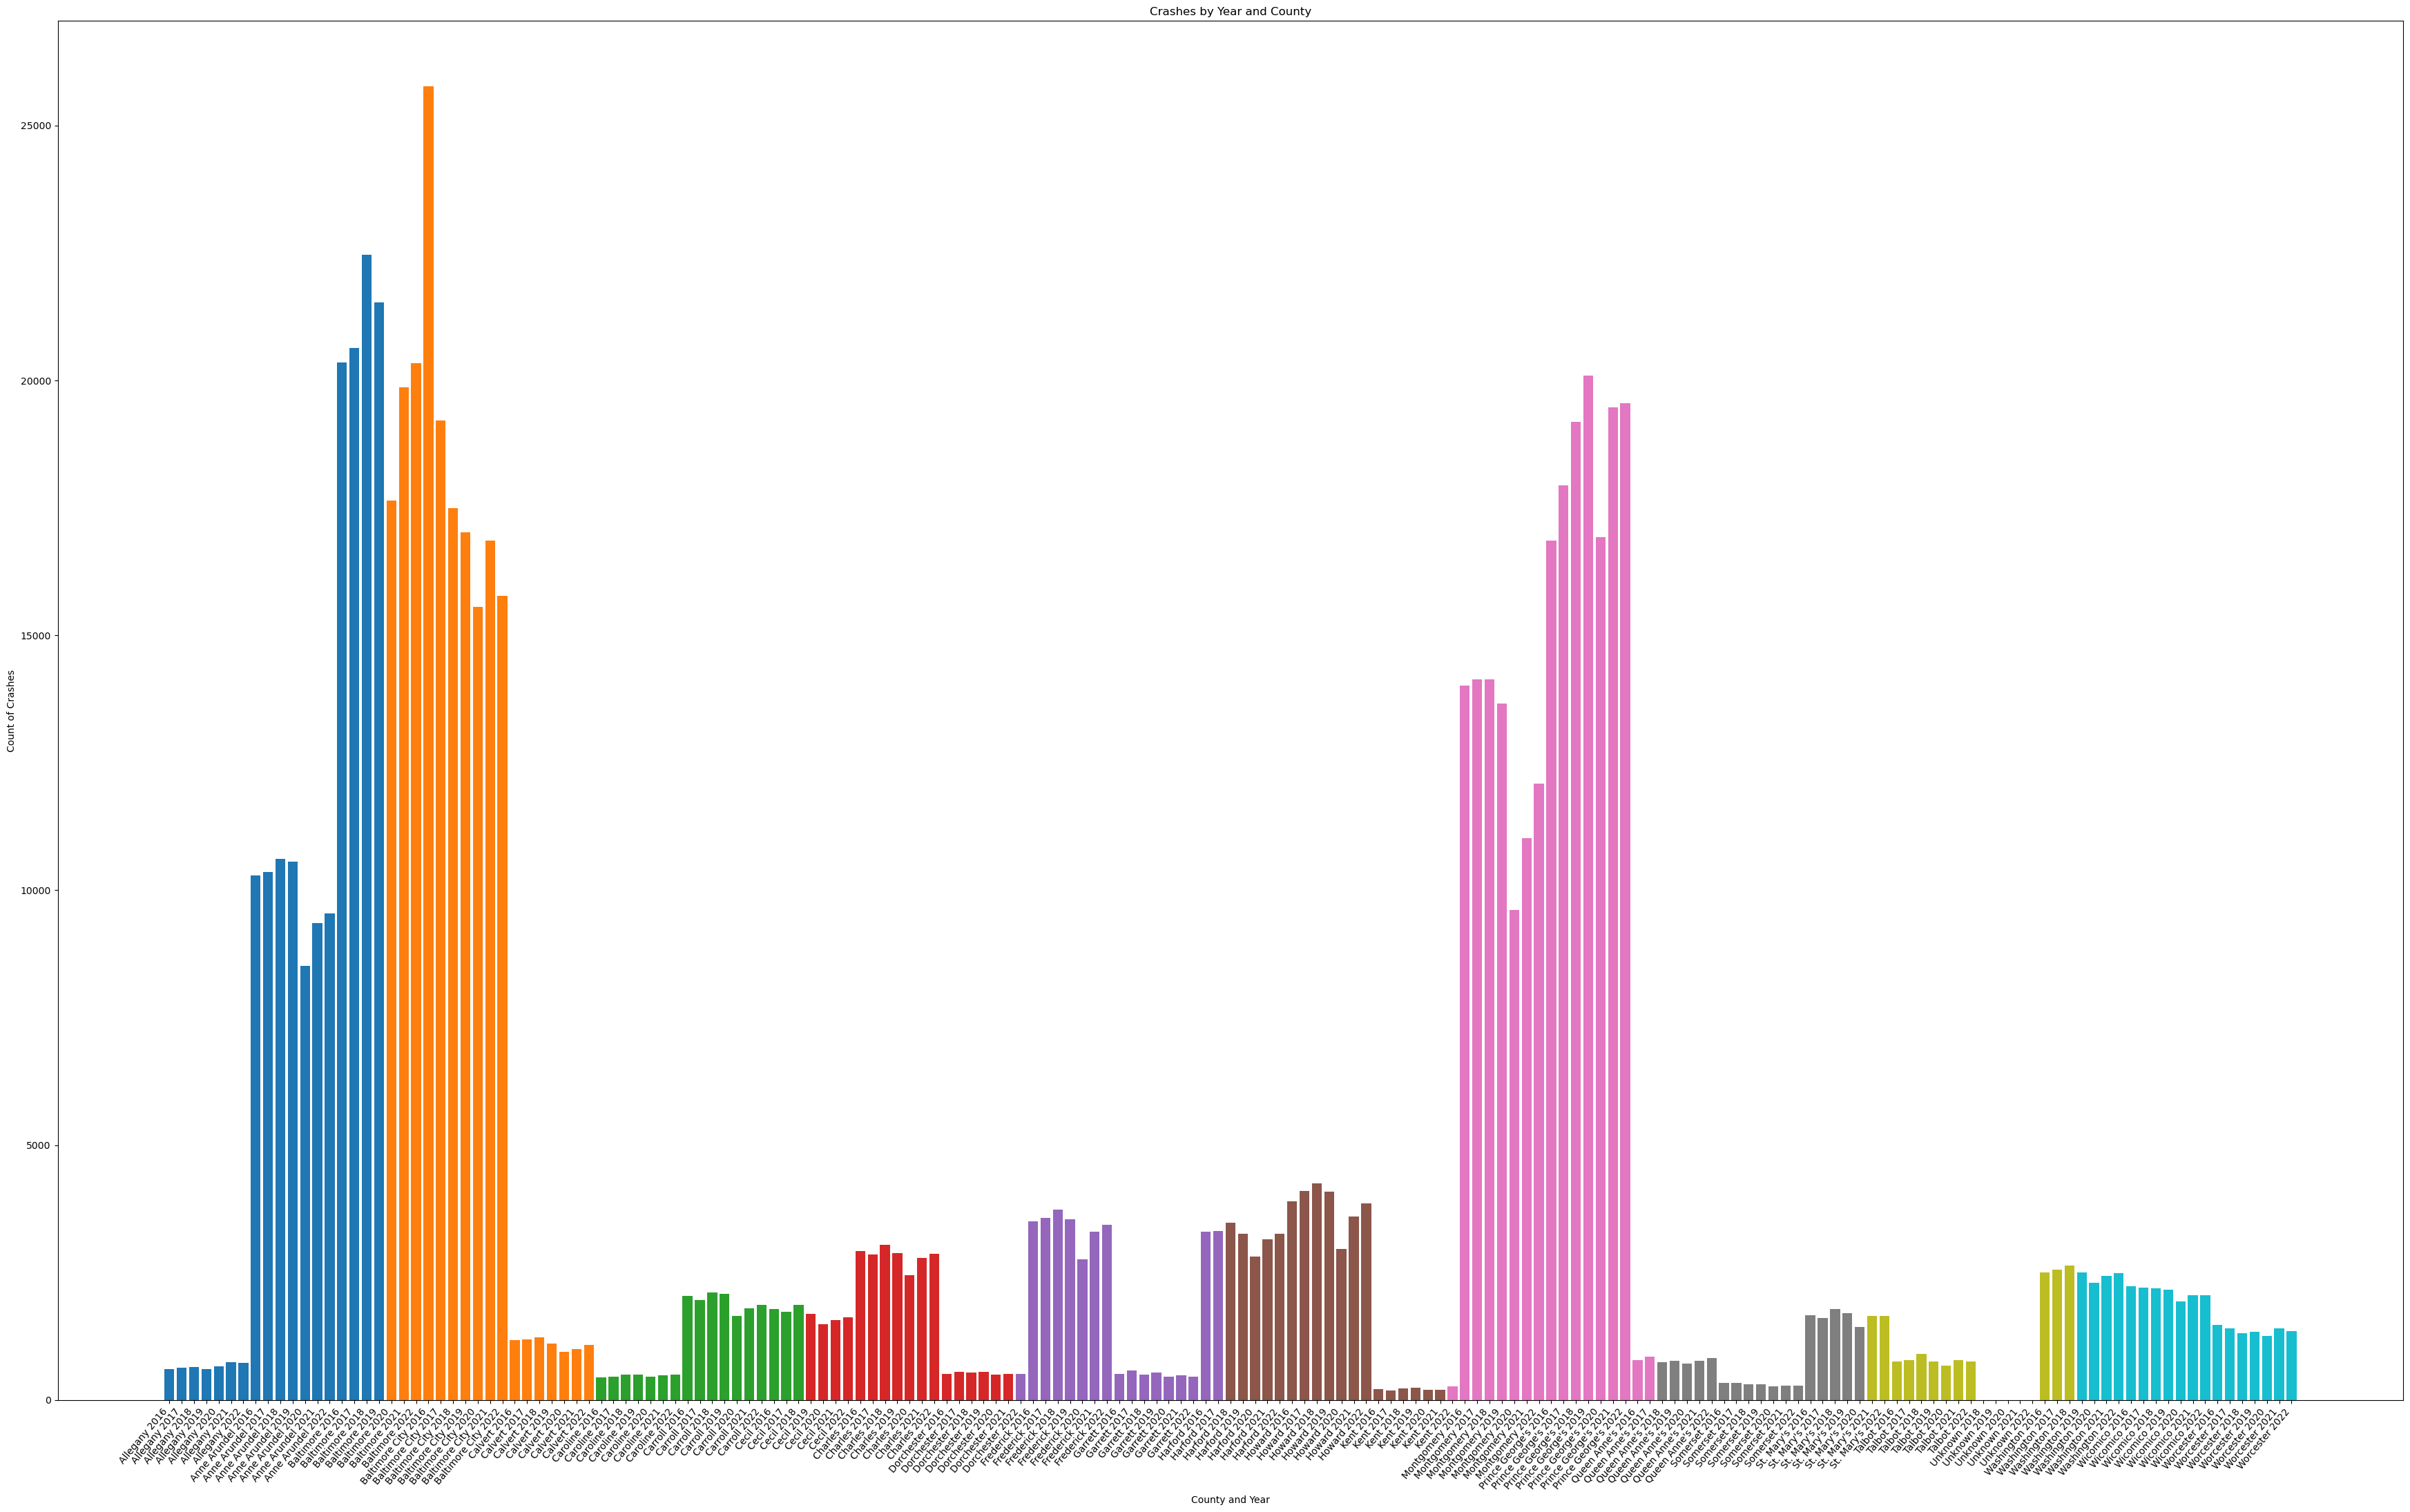 Crashes by Year and County
Count of Crashes
25000
20000
15000
10000
5000
0
Allegany 2016
Allegany 2017
Allegany 2018
Allegany 2019
Allegany 2020
Allegany 2021
Allegany 2022
Anne Arundel 2016
Anne Arundel 2017
Anne Arundel 2018
Anne Arundel 2019
Anne Arundel 2020
Anne Arundel 2021
Anne Arundel 2022
Baltimore 2016
Baltimore 2017
Baltimore 2018
Baltimore 2019
Baltimore 2020
Baltimore 2021
Baltimore 2022
Baltimore City 2016
Baltimore City 2017
Baltimore City 2018
Baltimore City 2019
Baltimore City 2020
Baltimore City 2021
Baltimore City 2022
Calvert 2016
Calvert 2017
Calvert 2018
Calvert 2019
Calvert 2020
Calvert 2021
Calvert 2022
Caroline 2016
Caroline 2017
Caroline 2018
Caroline 2019
Caroline 2020
Caroline 2021
Caroline 2022
Carroll 2016
Carroll 2017
Carroll 2018
Carroll 2019
Carroll 2020
Carroll 2021
Carroll 2022
Cecil 2016
Cecil 2017
Cecil 2018
Cecil 2019
Cecil 2020
Cecil 2021
Cecil 2022
Charles 2016
Charles 2017
Charles 2018
Charles 2019
Charles 2020
Charles 2021
Charles 2022
Dorchester 2016
Dorchester 2017
Dorchester 2018
Dorchester 2019
Dorchester 2020
Dorchester 2021
Dorchester 2022
Frederick 2016
Frederick 2017
Frederick 2018
Frederick 2019
Frederick 2020
Frederick 2021
Frederick 2022
Garrett 2016
Garrett 2017
Garrett 2018
Garrett 2019
Garrett 2020
Garrett 2021
Garrett 2022
Harford 2016
Harford 2017
Harford 2018
Harford 2019
Harford 2020
Harford 2021
Harford 2022
Howard 2016
Howard 2017
Howard 2018
Howard 2019
Howard 2020
Howard 2021
Howard 2022
Kent 2016
Kent 2017
Kent 2018
Kent 2019
Kent 2020
Kent 2021
Kent 2022
Montgomery 2016
Montgomery 2017
Montgomery 2018
Montgomery 2019
Montgomery 2020
Montgomery 2021
Montgomery 2022
Prince George's 2016
Prince George's 2017
Prince George's 2018
Prince George's 2019
Prince George's 2020
Prince George's 2021
Prince George's 2022
Queen Anne's 2016
Queen Anne's 2017
Queen Anne's 2018
Queen Anne's 2019
Queen Anne's 2020
Queen Anne's 2021
Queen Anne's 2022
Somerset 2016
Somerset 2017
Somerset 2018
Somerset 2019
Somerset 2020
Somerset 2021
Somerset 2022
St. Mary's 2016
St. Mary's 2017
St. Mary's 2018
St. Mary's 2019
St. Mary's 2020
St. Mary's 2021
St. Mary's 2022
Talbot 2016
Talbot 2017
Talbot 2018
Talbot 2019
Talbot 2020
Talbot 2021
Talbot 2022
Unknown 2018
Unknown 2019
Unknown 2020
Unknown 2021
Unknown 2022
Washington 2016
Washington 2017
Washington 2018
Washington 2019
Washington 2020
Washington 2021
Washington 2022
Wicomico 2016
Wicomico 2017
Wicomico 2018
Wicomico 2019
Wicomico 2020
Wicomico 2021
Wicomico 2022
Worcester 2016
Worcester 2017
Worcester 2018
Worcester 2019
Worcester 2020
Worcester 2021
Worcester 2022
County and Year